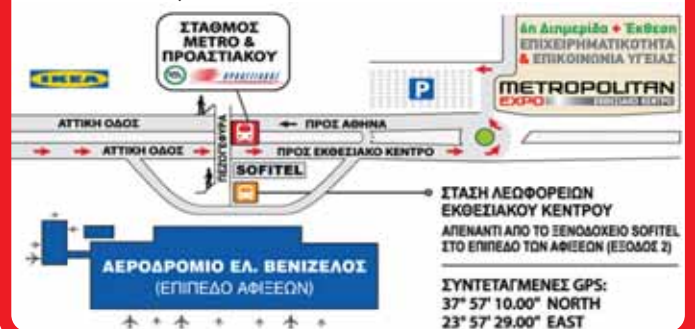 ΣΤΑΘΜΟΣ
METRO &
ΠΡΟΑΣΤΙΑΚΟΥ
ΠΡΟΑΣΤΙΑΚΟΣ
6η Διημερίδα + Έκθεση
ΕΠΙΧΕΙΡΗΜΑΤΙΚΟΤΗΤΑ
& ΕΠΙΚΟΙΝΩΝΙΑ ΥΓΕΙΑΣ
METROPOLITAN
EXPO ΕΚΘΕΣΙΑΚΟ ΚΕΝΤΡΟ
IKEA
P
ΑΤΤΙΚΗ ΟΔΟΣ
ΠΡΟΣ ΑΘΗΝΑ
ΠΕΖΟΓΕΦΥΡΑ
ΑΤΤΙΚΗ ΟΔΟΣ
ΠΡΟΣ ΕΚΘΕΣΙΑΚΟ ΚΕΝΤΡΟ
SOFITEL
ΣΤΑΣΗ ΛΕΩΦΟΡΕΙΩΝ
ΕΚΘΕΣΙΑΚΟΥ ΚΕΝΤΡΟΥ
ΑΠΕΝΑΝΤΙ ΑΠΟ ΤΟ ΞΕΝΟΔΟΧΕΙΟ SOFITEL
ΣΤΟ ΕΠΙΠΕΔΟ ΤΩΝ ΑΦΙΞΕΩΝ (ΕΞΟΔΟΣ 2)
ΑΕΡΟΔΡΟΜΙΟ ΕΛ. ΒΕΝΙΖΕΛΟΣ
(ΕΠΙΠΕΔΟ ΑΦΙΞΕΩΝ)
ΣΥΝΤΕΤΑΓΜΕΝΕΣ GPS:
37° 57' 10.00" NORTH
23° 57' 29.00" EAST